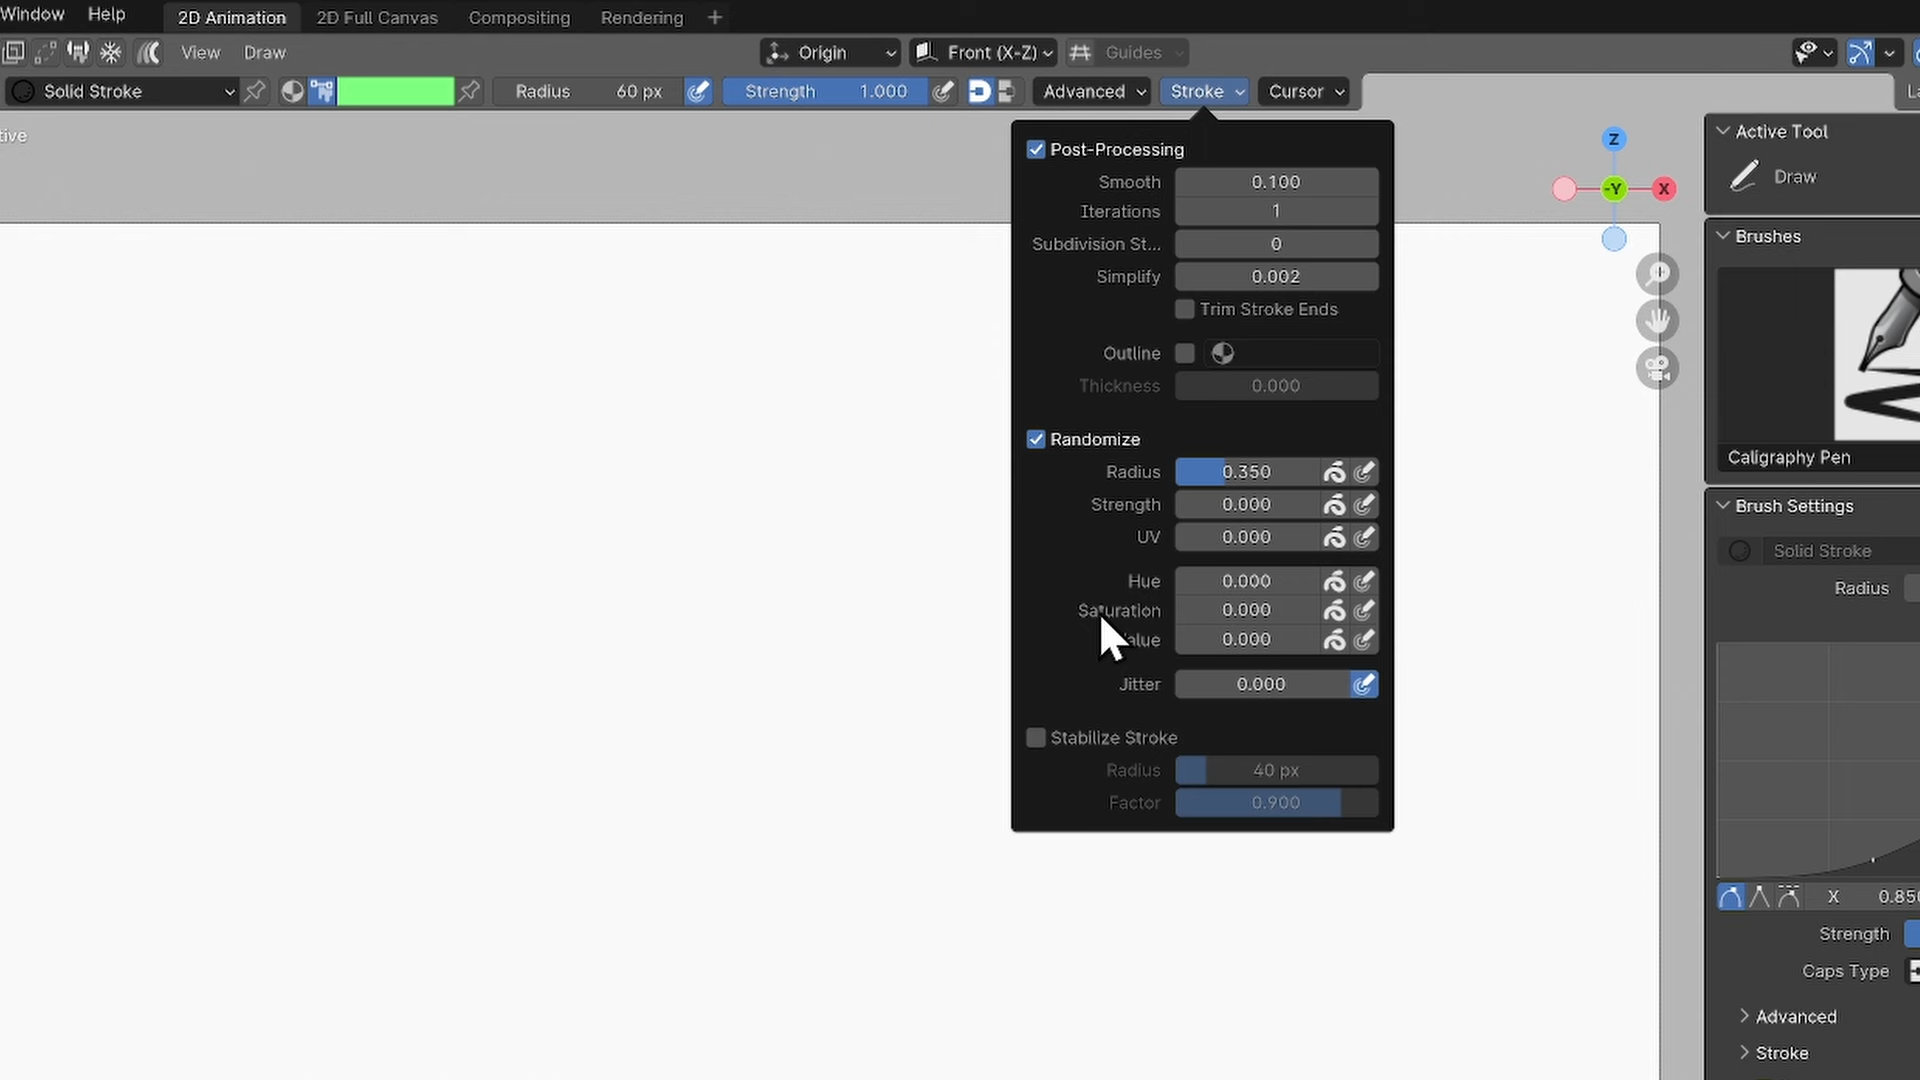 Window Help 2D Animation 2D Full Canvas Compositing Rendering +
View Draw Origin Front (X-Z) Guides
Solid Stroke Radius 60 px Strength 1.000 Advanced Stroke Cursor
tive
Post-Processing
Smooth 0.100
Iterations 1
Subdivision St... 0
Simplify 0.002
Trim Stroke Ends
Outline
Thickness 0.000
Randomize
Radius 0.350
Strength 0.000
UV 0.000
Hue 0.000
Saturation 0.000
alue 0.000
Jitter 0.000
Stabilize Stroke
Radius 40 px
Factor 0.900
Z
-Y
X
La
Active Tool
Draw
Brushes
Caligraphy Pen
Brush Settings
Solid Stroke
Radius
X 0.850
Strength
Caps Type
Advanced
Stroke